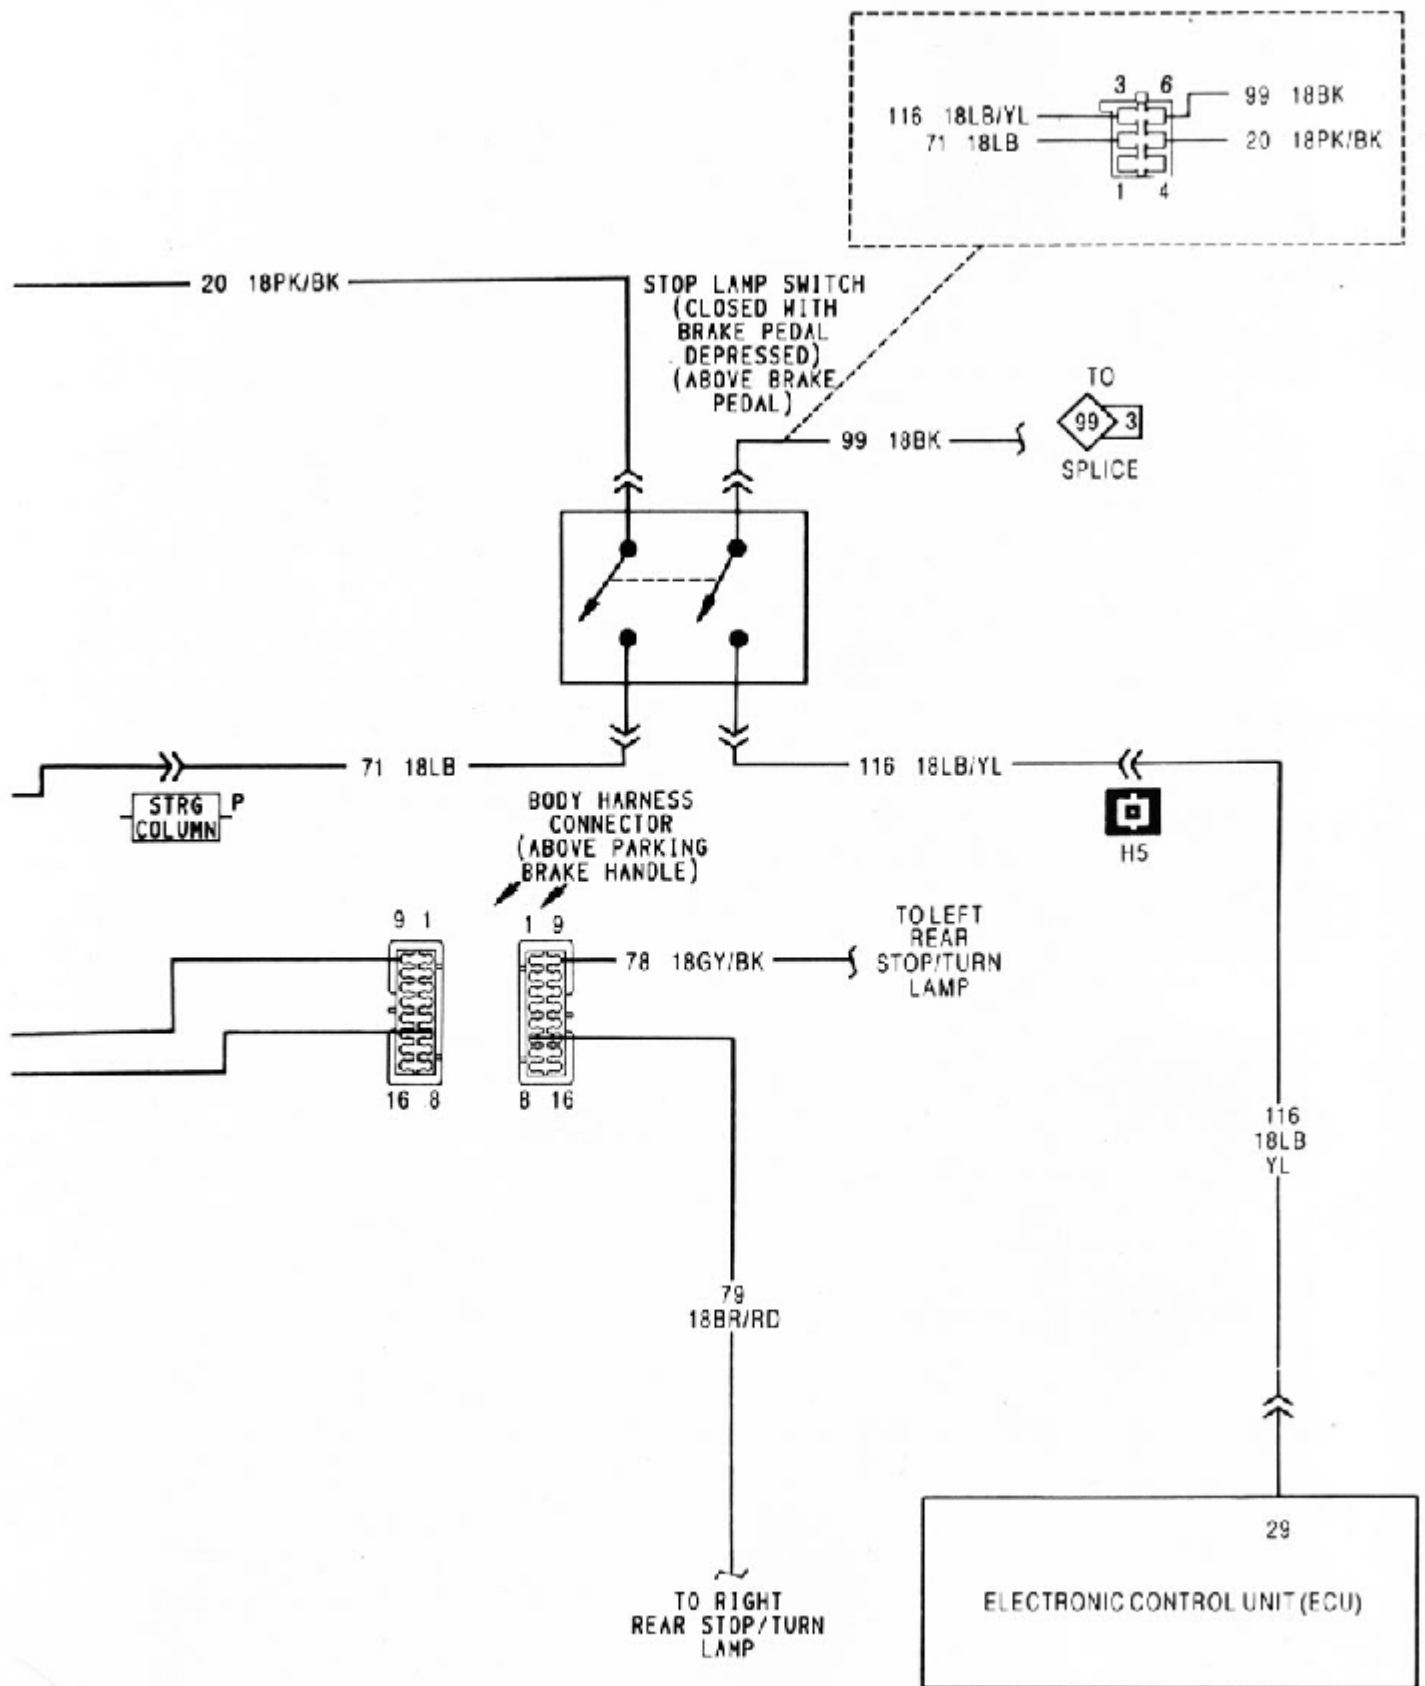 3 6
99 18BK
116 18LB/YL
71 18LB
20 18PK/BK
1 4
20 18PK/BK
STOP LAMP SWITCH
(CLOSED WITH
BRAKE PEDAL
DEPRESSED)
(ABOVE BRAKE
PEDAL)
TO
99 3
SPLICE
99 18BK
71 18LB
116 18LB/YL
STRG
COLUMN
P
H5
BODY HARNESS
CONNECTOR
(ABOVE PARKING
BRAKE HANDLE)
9 1
1 9
78 18GY/BK
TO LEFT
REAR
STOP/TURN
LAMP
16 8
8 16
116
18LB
YL
79
18BR/RD
29
ELECTRONIC CONTROL UNIT (ECU)
TO RIGHT
REAR STOP/TURN
LAMP